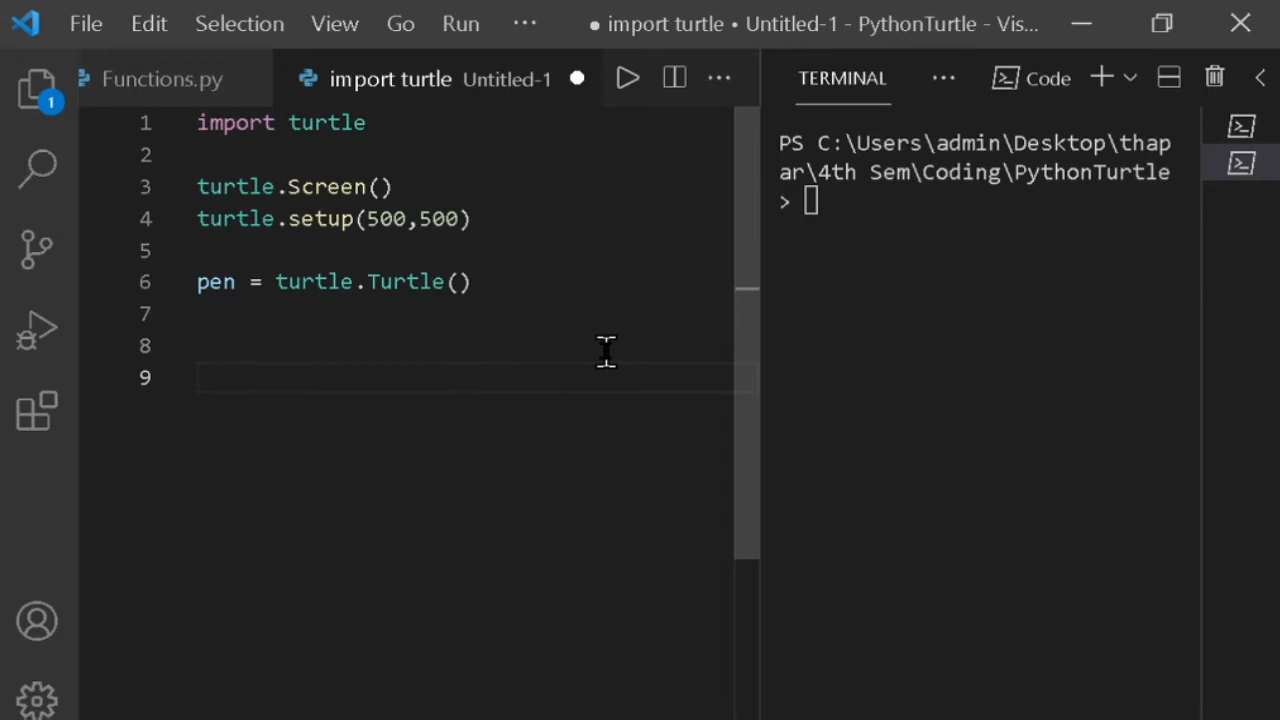 File Edit Selection View Go Run ··· ● import turtle • Untitled-1 - PythonTurtle - Vis...
Functions.py import turtle Untitled-1 ● ··· TERMINAL ··· Code
1 import turtle
2
3 turtle.Screen()
4 turtle.setup(500,500)
5
6 pen = turtle.Turtle()
7
8
9
PS C:\Users\admin\Desktop\thap
ar\4th Sem\Coding\PythonTurtle
>
1